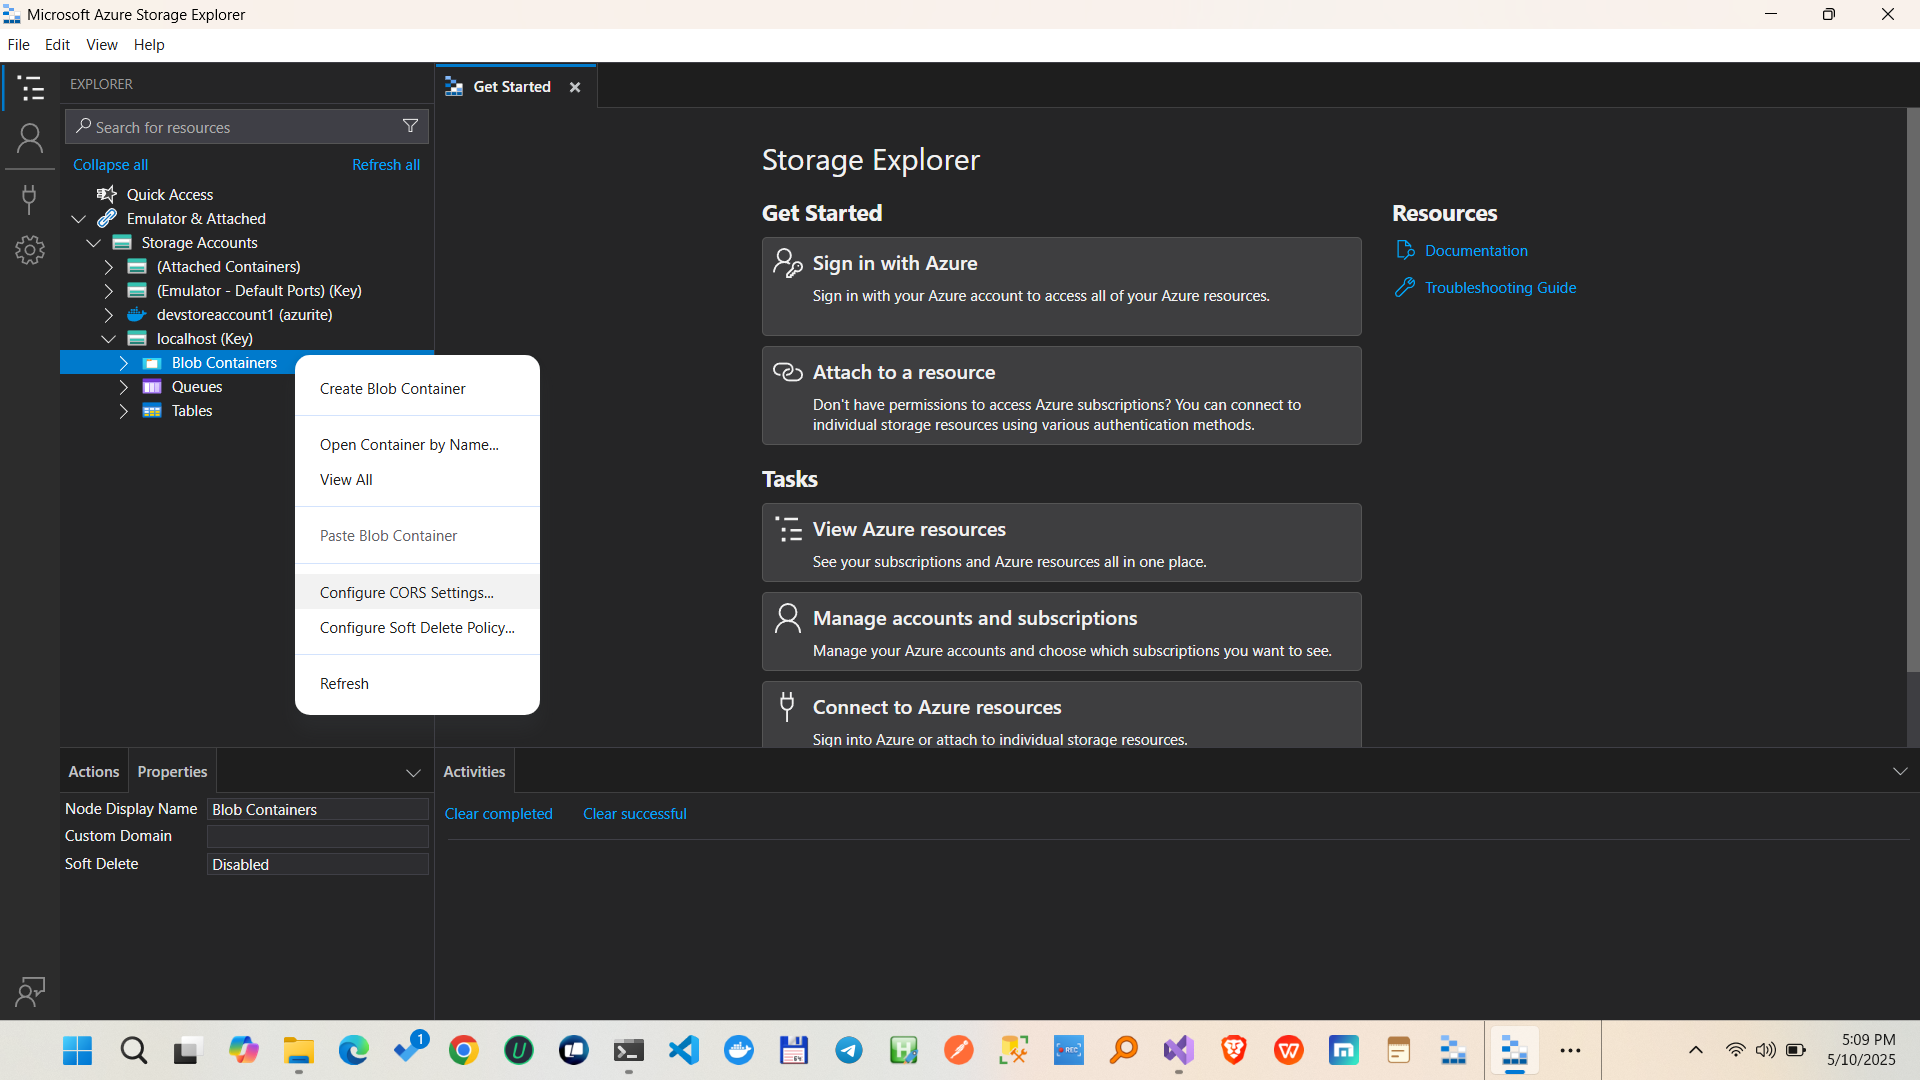 Microsoft Azure Storage Explorer
File Edit View Help
EXPLORER
Search for resources
Collapse all
Refresh all
Quick Access
Emulator & Attached
Storage Accounts
(Attached Containers)
(Emulator - Default Ports) (Key)
devstoreaccount1 (azurite)
localhost (Key)
Blob Containers
Queues
Tables
Create Blob Container
Open Container by Name...
View All
Paste Blob Container
Configure CORS Settings...
Configure Soft Delete Policy...
Refresh
Get Started
Storage Explorer
Get Started
Sign in with Azure
Sign in with your Azure account to access all of your Azure resources.
Attach to a resource
Don't have permissions to access Azure subscriptions? You can connect to
individual storage resources using various authentication methods.
Tasks
View Azure resources
See your subscriptions and Azure resources all in one place.
Manage accounts and subscriptions
Manage your Azure accounts and choose which subscriptions you want to see.
Connect to Azure resources
Sign into Azure or attach to individual storage resources.
Resources
Documentation
Troubleshooting Guide
Actions
Properties
Node Display Name Blob Containers
Custom Domain
Soft Delete Disabled
Activities
Clear completed
Clear successful
1
REC
5:09 PM
5/10/2025